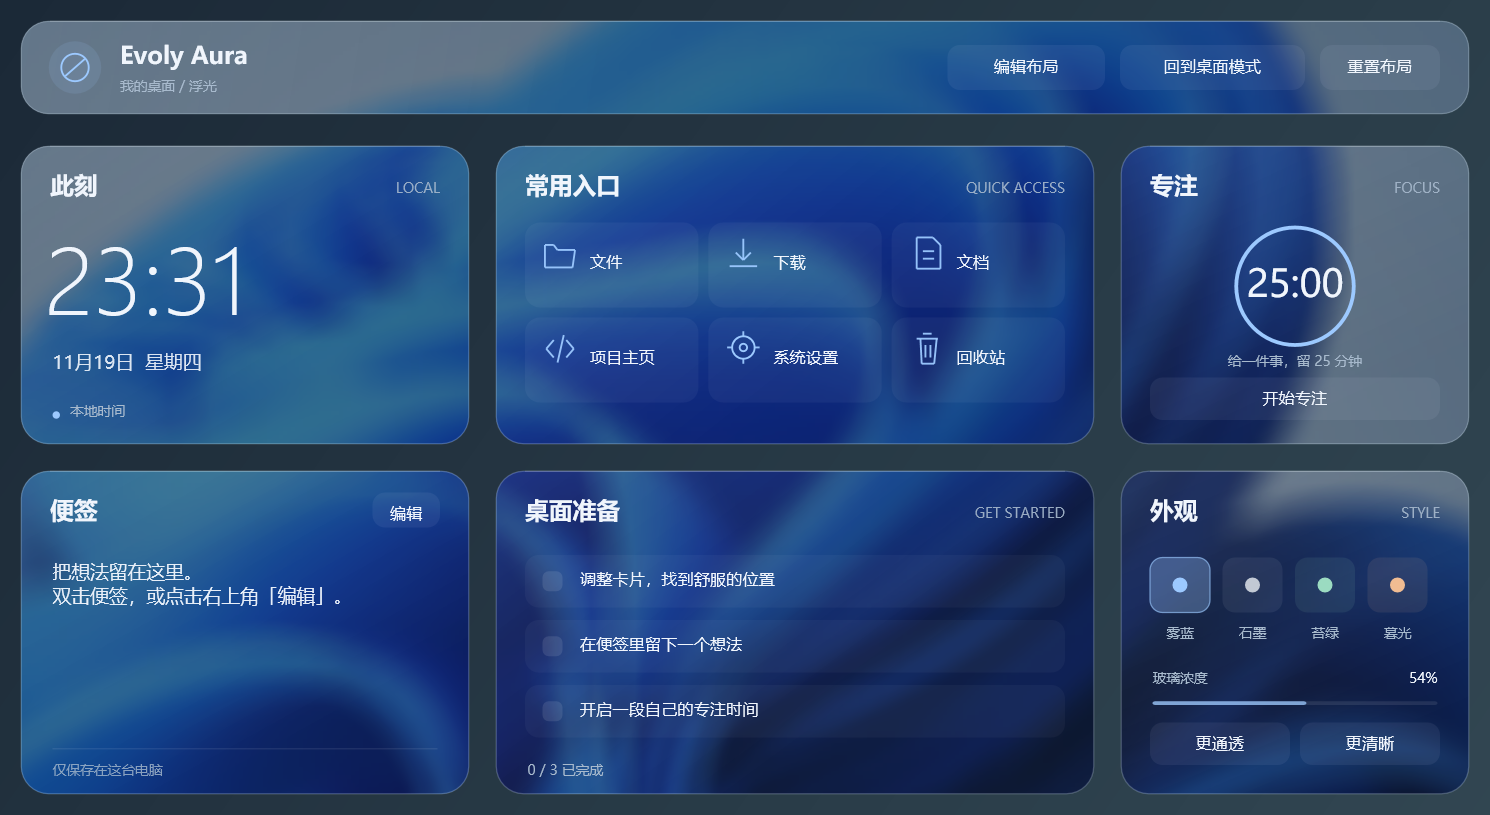 Evoly Aura
我的桌面 / 浮光
编辑布局
回到桌面模式
重置布局
此刻
LOCAL
23:31
11月19日 星期四
本地时间
常用入口
QUICK ACCESS
文件
下载
文档
项目主页
系统设置
回收站
专注
FOCUS
25:00
给一件事，留 25 分钟
开始专注
便签
编辑
把想法留在这里。
双击便签，或点击右上角「编辑」。
仅保存在这台电脑
桌面准备
GET STARTED
调整卡片，找到舒服的位置
在便签里留下一个想法
开启一段自己的专注时间
0 / 3 已完成
外观
STYLE
雾蓝
石墨
苔绿
暮光
玻璃浓度
54%
更通透
更清晰